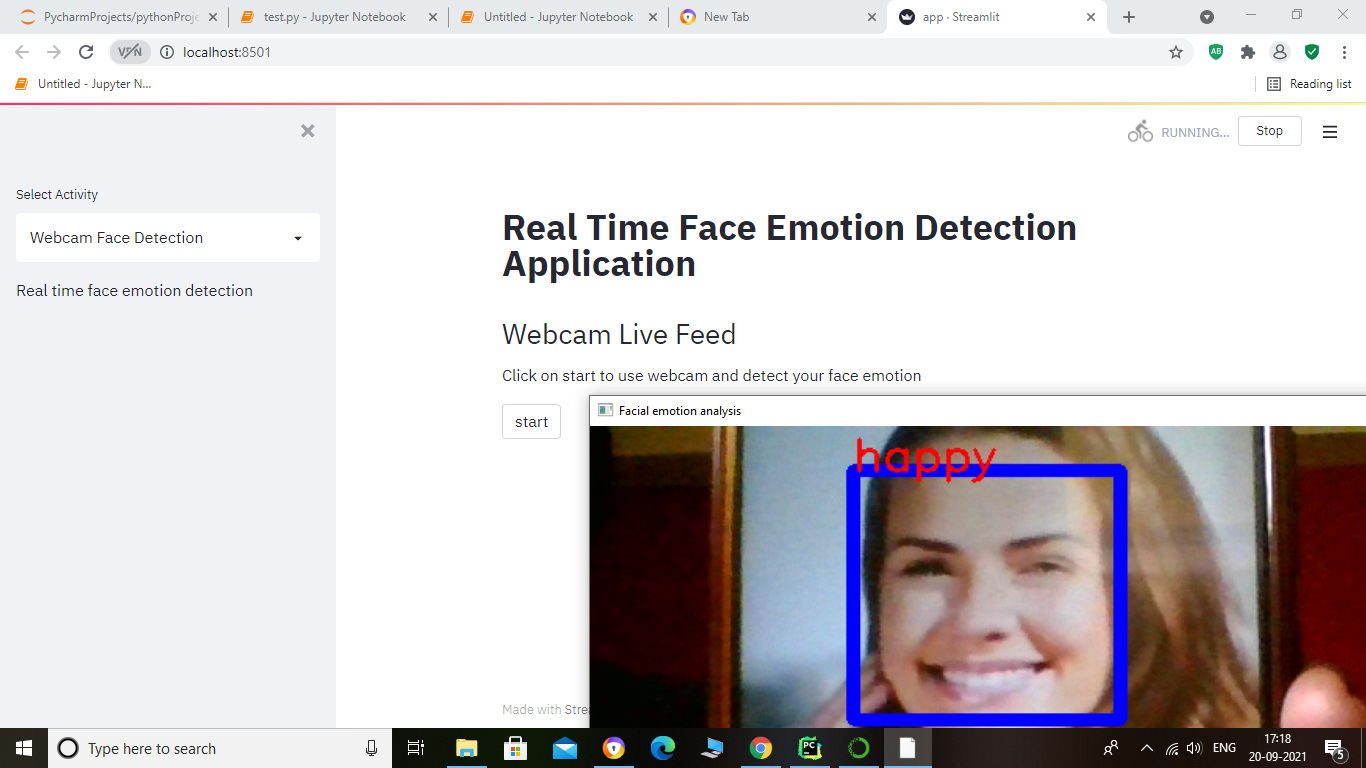 PycharmProjects/pythonProje
test.py - Jupyter Notebook
Untitled - Jupyter Notebook
New Tab
app · Streamlit
VPN
localhost:8501
AB
Untitled - Jupyter N...
Reading list
RUNNING...
Stop
Select Activity
Webcam Face Detection
Real time face emotion detection
Real Time Face Emotion Detection
Application
Webcam Live Feed
Click on start to use webcam and detect your face emotion
start
Facial emotion analysis
happy
Made with Strea
Type here to search
PC
ENG
17:18
20-09-2021
5